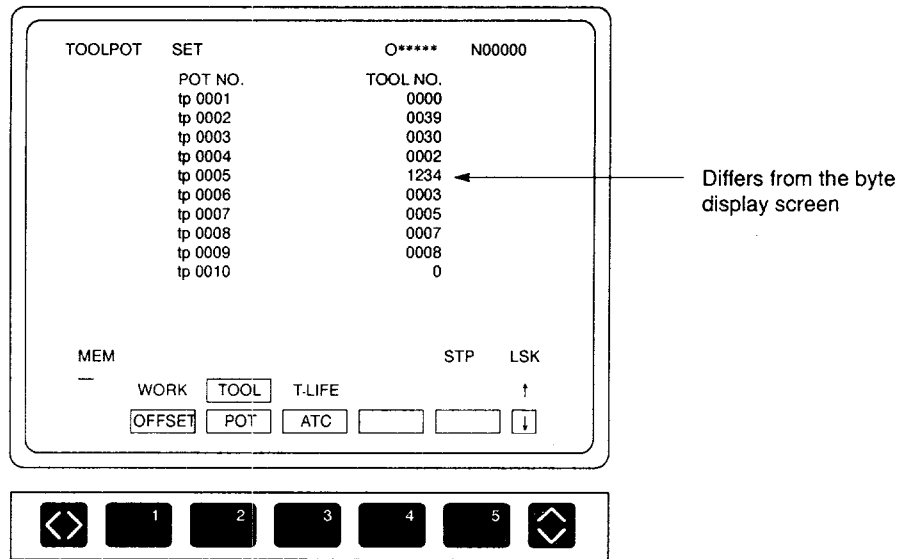 TOOLPOT SET O***** N00000
POT NO. TOOL NO.
tp 0001 0000
tp 0002 0039
tp 0003 0030
tp 0004 0002
tp 0005 1234
Differs from the byte
display screen
tp 0006 0003
tp 0007 0005
tp 0008 0007
tp 0009 0008
tp 0010 0
MEM STP LSK
WORK TOOL T-LIFE ↑
OFFSET POT ATC ↓
1 2 3 4 5